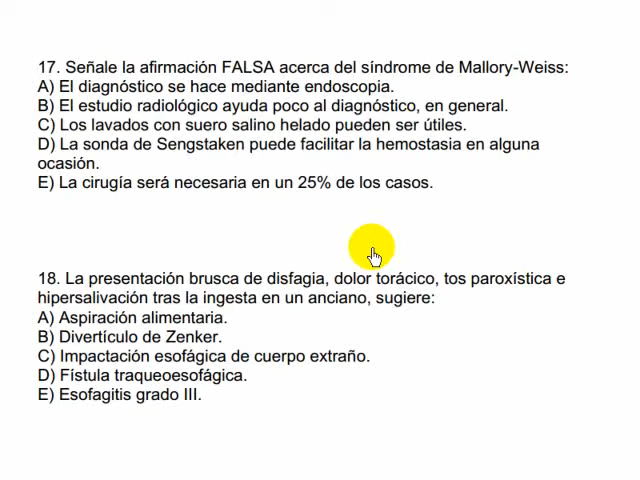 17. Señale la afirmación FALSA acerca del síndrome de Mallory-Weiss:
A) El diagnóstico se hace mediante endoscopia.
B) El estudio radiológico ayuda poco al diagnóstico, en general.
C) Los lavados con suero salino helado pueden ser útiles.
D) La sonda de Sengstaken puede facilitar la hemostasia en alguna
ocasión.
E) La cirugía será necesaria en un 25% de los casos.
18. La presentación brusca de disfagia, dolor torácico, tos paroxística e
hipersalivación tras la ingesta en un anciano, sugiere:
A) Aspiración alimentaria.
B) Divertículo de Zenker.
C) Impactación esofágica de cuerpo extraño.
D) Fístula traqueoesofágica.
E) Esofagitis grado III.